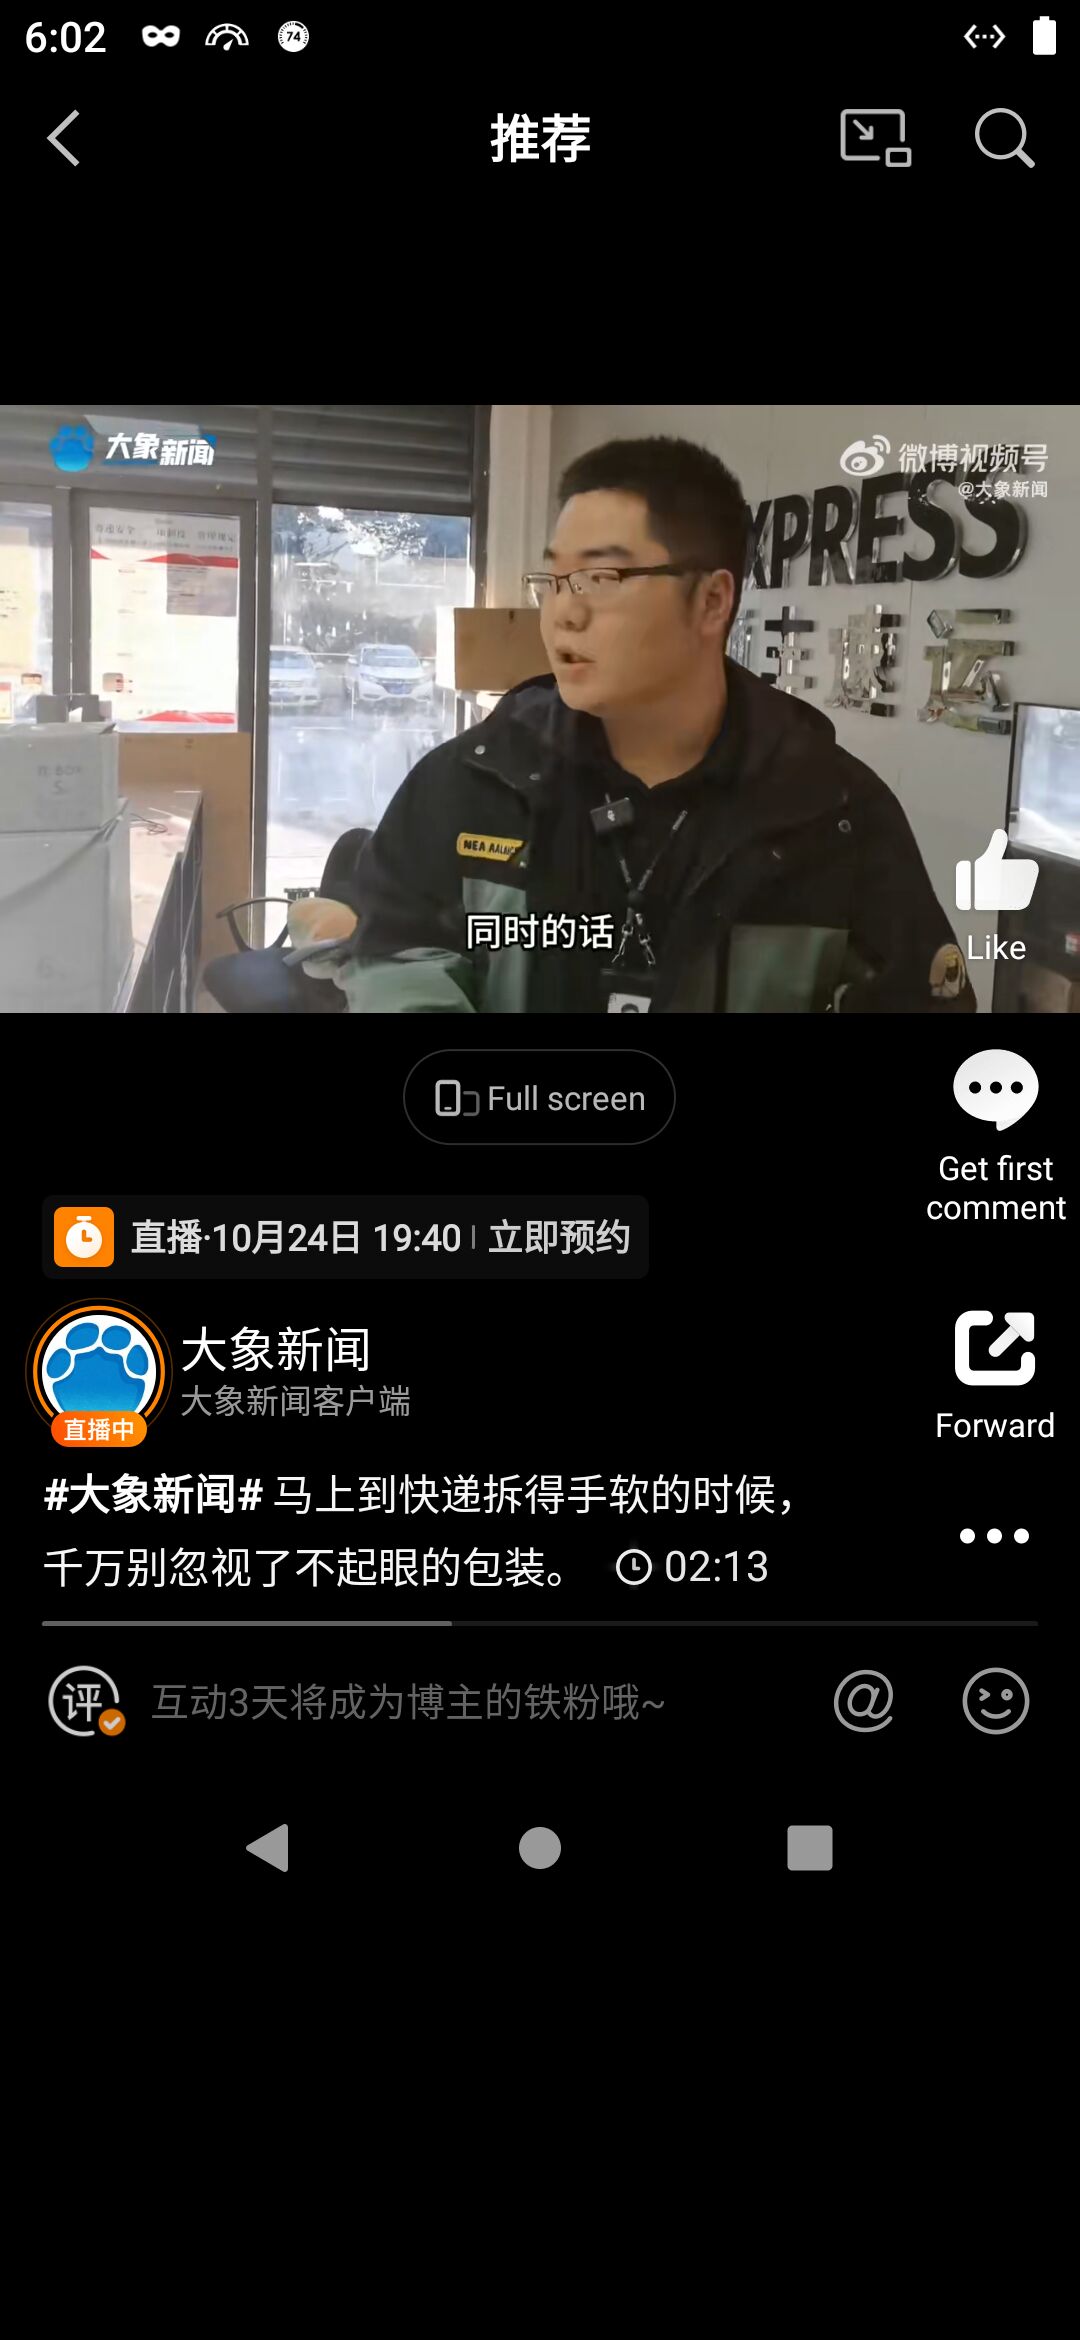 6:02
74
推荐
大象新闻
微博视频号
@大象新闻
XPRESS
NEA
同时的话
Like
Full screen
Get first
comment
直播·10月24日 19:40 | 立即预约
大象新闻
大象新闻客户端
直播中
Forward
#大象新闻# 马上到快递拆得手软的时候，
千万别忽视了不起眼的包装。 02:13
评
互动3天将成为博主的铁粉哦~